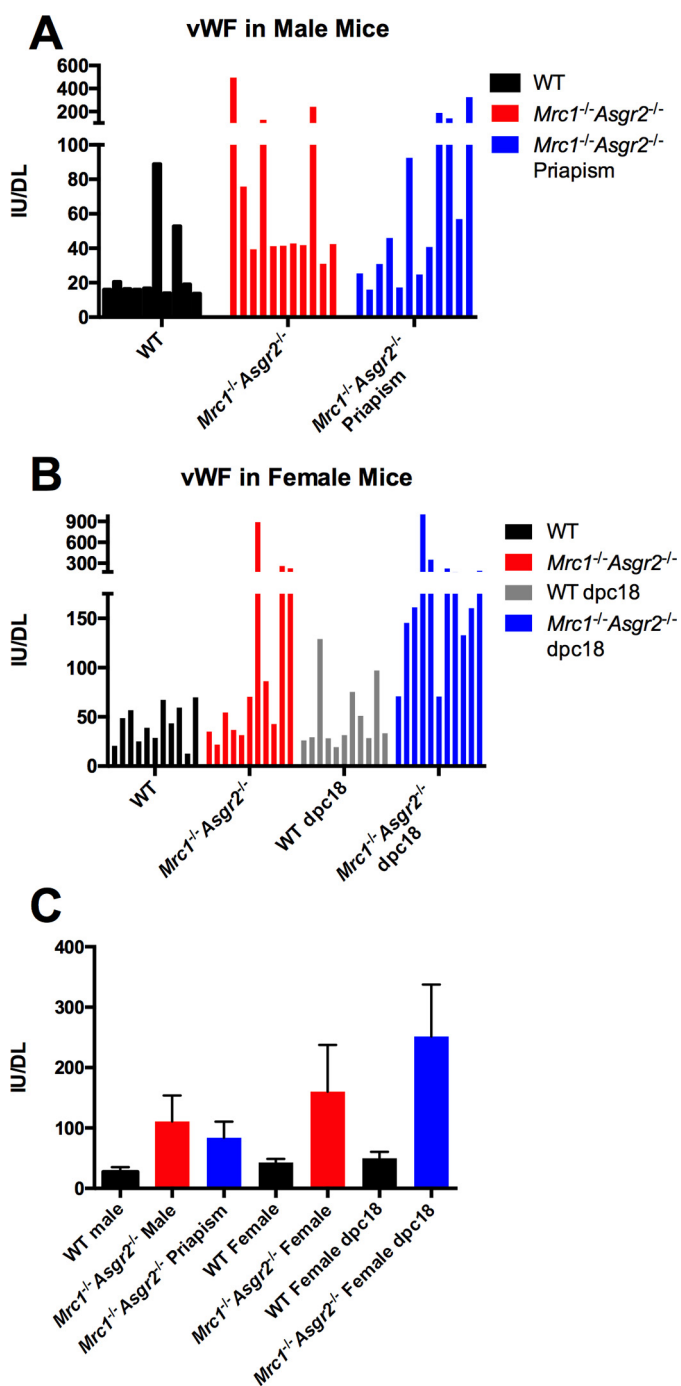 A
vWF in Male Mice
600
400
200
100
80
60
40
20
0
IU/DL
WT
Mrc1-/-Asgr2-/-
Mrc1-/-Asgr2-/-
Priapism
WT
Mrc1-/-Asgr2-/-
Mrc1-/-Asgr2-/-
Priapism
B
vWF in Female Mice
900
600
300
150
100
50
0
IU/DL
WT
Mrc1-/-Asgr2-/-
WT dpc18
Mrc1-/-Asgr2-/-
dpc18
WT
Mrc1-/-Asgr2-/-
WT dpc18
Mrc1-/-Asgr2-/-
dpc18
C
400
300
200
100
0
IU/DL
WT male
Mrc1-/-Asgr2-/- Male
Mrc1-/-Asgr2-/- Priapism
WT Female
Mrc1-/-Asgr2-/- Female
WT Female dpc18
Mrc1-/-Asgr2-/- Female dpc18